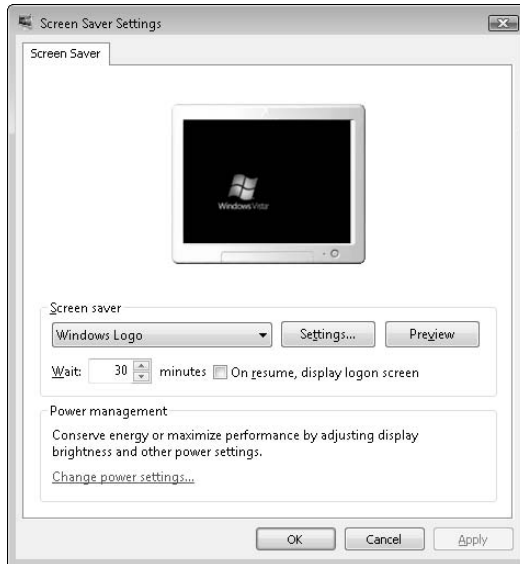 Screen Saver Settings
Screen Saver
Windows Vista
Screen saver
Windows Logo
Settings...
Preview
Wait: 30 minutes
On resume, display logon screen
Power management
Conserve energy or maximize performance by adjusting display
brightness and other power settings.
Change power settings...
OK
Cancel
Apply